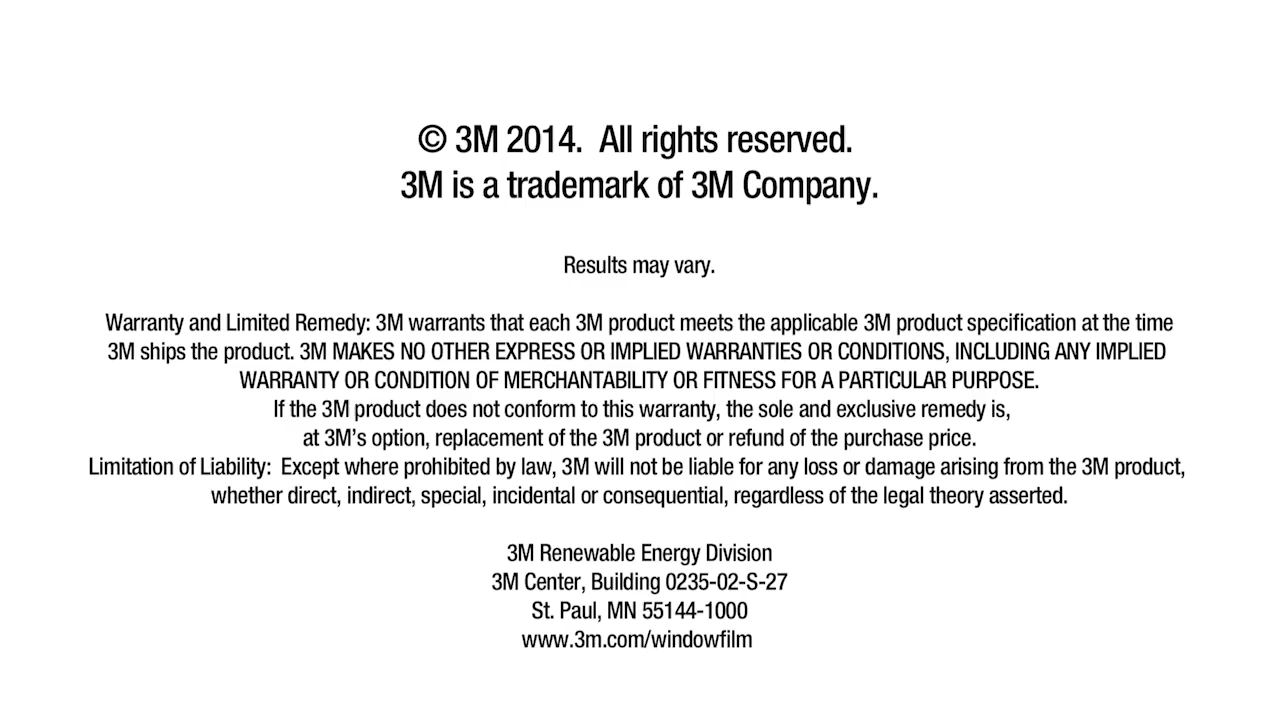 © 3M 2014.  All rights reserved.
3M is a trademark of 3M Company.
Results may vary.
Warranty and Limited Remedy: 3M warrants that each 3M product meets the applicable 3M product specification at the time
3M ships the product. 3M MAKES NO OTHER EXPRESS OR IMPLIED WARRANTIES OR CONDITIONS, INCLUDING ANY IMPLIED
WARRANTY OR CONDITION OF MERCHANTABILITY OR FITNESS FOR A PARTICULAR PURPOSE.
If the 3M product does not conform to this warranty, the sole and exclusive remedy is,
at 3M’s option, replacement of the 3M product or refund of the purchase price.
Limitation of Liability:  Except where prohibited by law, 3M will not be liable for any loss or damage arising from the 3M product,
whether direct, indirect, special, incidental or consequential, regardless of the legal theory asserted.
3M Renewable Energy Division
3M Center, Building 0235-02-S-27
St. Paul, MN 55144-1000
www.3m.com/windowfilm